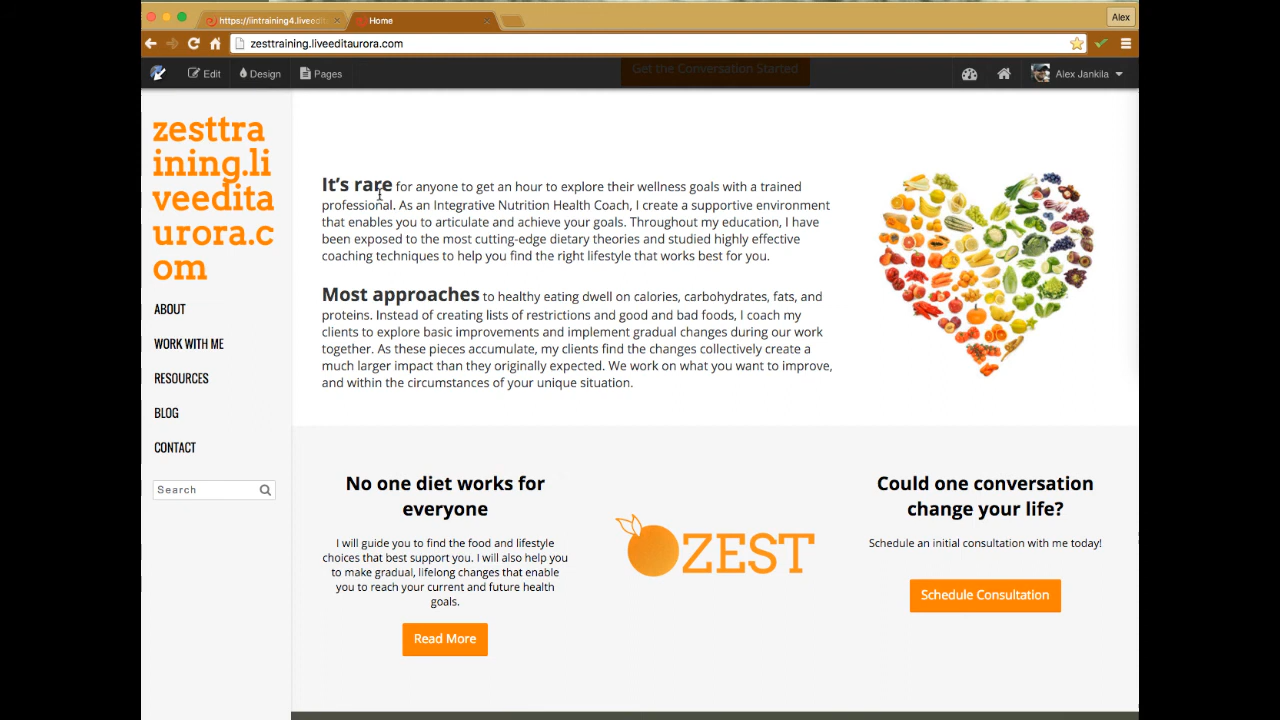 https://intraining4.liveedit
Home
Alex
zesttraining.liveeditaurora.com
Edit
Design
Pages
Get the Conversation Started
Alex Jankila
zesttra
ining.li
veeedita
urora.c
om
ABOUT
WORK WITH ME
RESOURCES
BLOG
CONTACT
Search
It's rare for anyone to get an hour to explore their wellness goals with a trained
professional. As an Integrative Nutrition Health Coach, I create a supportive environment
that enables you to articulate and achieve your goals. Throughout my education, I have
been exposed to the most cutting-edge dietary theories and studied highly effective
coaching techniques to help you find the right lifestyle that works best for you.
Most approaches to healthy eating dwell on calories, carbohydrates, fats, and
proteins. Instead of creating lists of restrictions and good and bad foods, I coach my
clients to explore basic improvements and implement gradual changes during our work
together. As these pieces accumulate, my clients find the changes collectively create a
much larger impact than they originally expected. We work on what you want to improve,
and within the circumstances of your unique situation.
No one diet works for
everyone
I will guide you to find the food and lifestyle
choices that best support you. I will also help you
to make gradual, lifelong changes that enable
you to reach your current and future health
goals.
Read More
ZEST
Could one conversation
change your life?
Schedule an initial consultation with me today!
Schedule Consultation